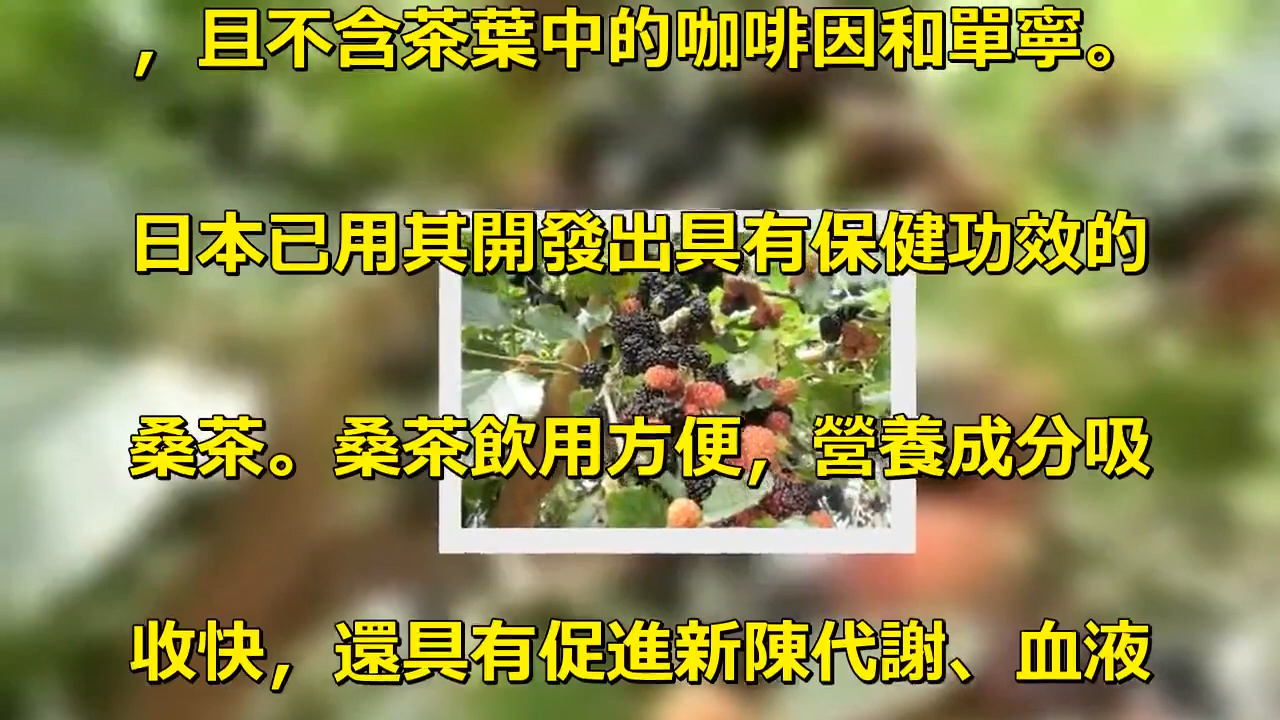 ，且不含茶葉中的咖啡因和單寧。
日本已用其開發出具有保健功效的
桑茶。桑茶飲用方便，營養成分吸
收快，還具有促進新陳代謝、血液